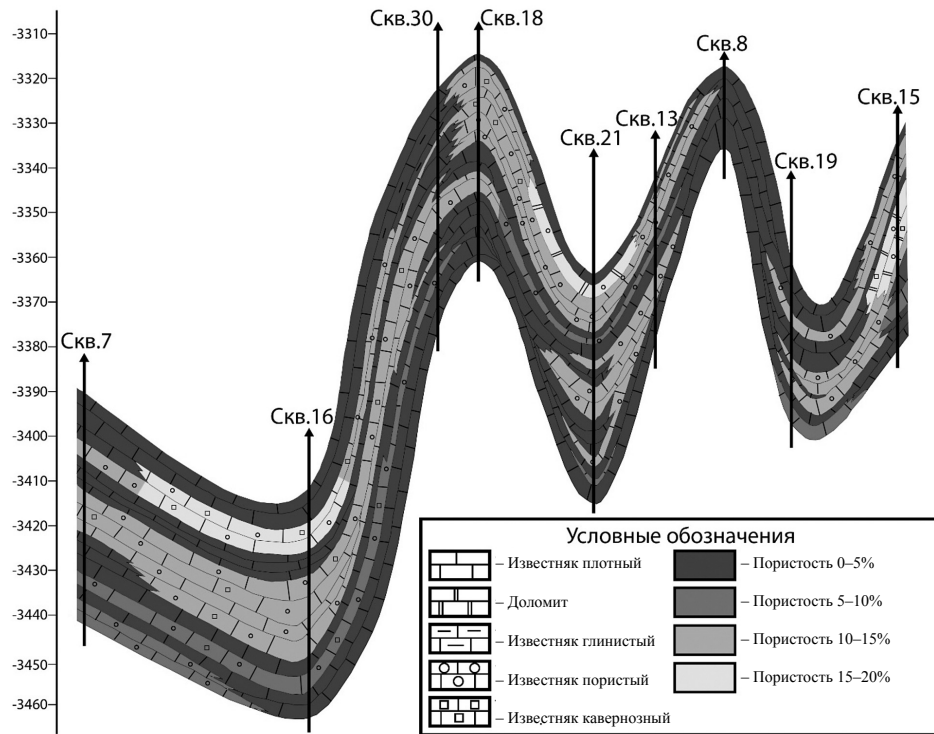 Скв.30
Скв.18
Скв.8
Скв.15
Скв.13
Скв.21
Скв.19
Скв.7
Скв.16
-3310
-3320
-3330
-3340
-3350
-3360
-3370
-3380
-3390
-3400
-3410
-3420
-3430
-3440
-3450
-3460
Условные обозначения
– Известняк плотный
– Доломит
– Известняк глинистый
– Известняк пористый
– Известняк кавернозный
– Пористость 0–5%
– Пористость 5–10%
– Пористость 10–15%
– Пористость 15–20%